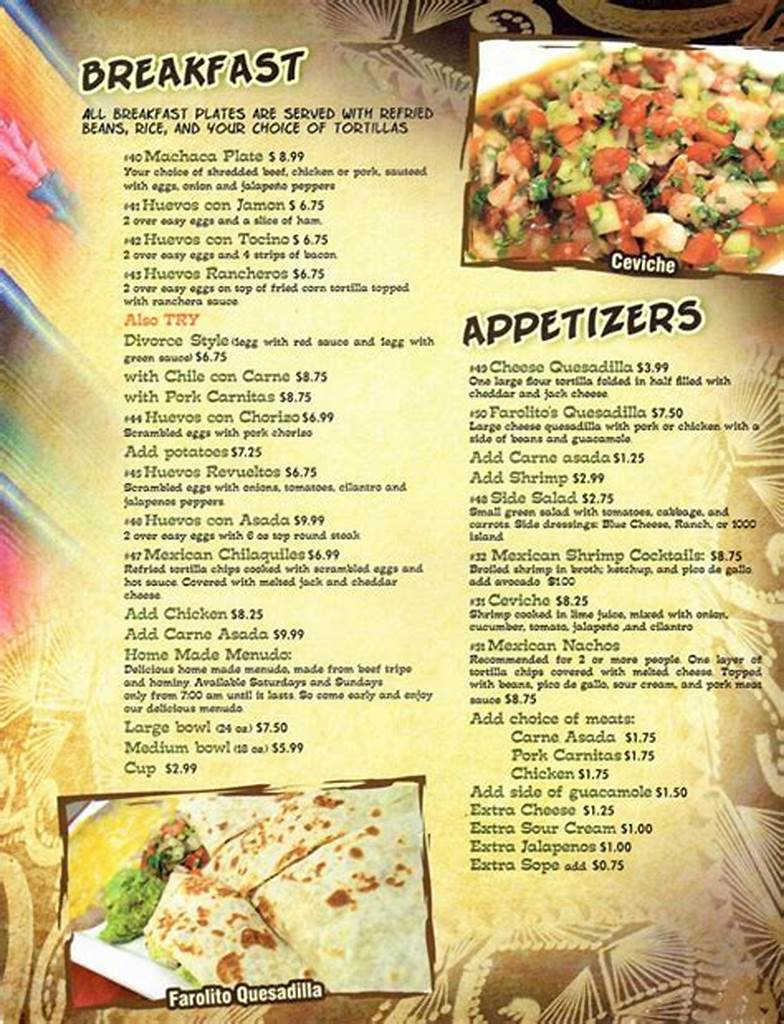 BREAKFAST
ALL BREAKFAST PLATES ARE SERVED WITH REFRIED
BEANS, RICE, AND YOUR CHOICE OF TORTILLAS
#40 Machaca Plate $ 8.99
Your choice of shredded beef, chicken or pork, sauteed
with eggs, onion and jalapeño peppers
#41 Huevos con Jamon $ 6.75
2 over easy eggs and a slice of ham.
#42 Huevos con Tocino $ 6.75
2 over easy eggs and 4 strips of bacon
#43 Huevos Rancheros $6.75
2 over easy eggs on top of fried corn tortilla topped
with ranchera sauce
Also TRY
Divorce Style (1egg with red sauce and 1egg with
green sauce) $6.75
with Chile con Carne $8.75
with Pork Carnitas $8.75
#44 Huevos con Chorizo $6.99
Scrambled eggs with pork chorizo
Add potatoes $7.25
#45 Huevos Revueltos $6.75
Scrambled eggs with onions, tomatoes, cilantro and
jalapenos peppers
#46 Huevos con Asada $9.99
2 over easy eggs with 6 oz top round steak
#47 Mexican Chilaquiles $6.99
Refried tortilla chips cooked with scrambled eggs and
hot sauce. Covered with melted jack and cheddar
cheese
Add Chicken $8.25
Add Carne Asada $9.99
Home Made Menudo:
Delicious home made menudo, made from beef tripe
and hominy. Available Saturdays and Sundays
only from 7:00 am until it lasts. So come early and enjoy
our delicious menudo
Large bowl (24 oz.) $7.50
Medium bowl (18 oz.) $5.99
Cup $2.99
Farolito Quesadilla
Ceviche
APPETIZERS
#49 Cheese Quesadilla $3.99
One large flour tortilla folded in half filled with
cheddar and jack cheese
#50 Farolito's Quesadilla $7.50
Large cheese quesadilla with pork or chicken with a
side of beans and guacamole
Add Carne asada $1.25
Add Shrimp $2.99
#48 Side Salad $2.75
Small green salad with tomatoes, cabbage, and
carrots. Side dressings: Blue Cheese, Ranch, or 1000
island
#32 Mexican Shrimp Cocktails: $8.75
Broiled shrimp in broth; ketchup, and pico de gallo
add avocado $1.00
#31 Ceviche $8.25
Shrimp cooked in lime juice, mixed with onion,
cucumber, tomato, jalapeño ,and cilantro
Mexican Nachos
Recommended for 2 or more people. One layer of
tortilla chips covered with melted cheese. Topped
with beans, pico de gallo, sour cream, and pork meat
sauce $8.75
Add choice of meats:
Carne Asada $1.75
Pork Carnitas $1.75
Chicken $1.75
Add side of guacamole $1.50
Extra Cheese $1.25
Extra Sour Cream $1.00
Extra Jalapenos $1.00
Extra Sope add $0.75